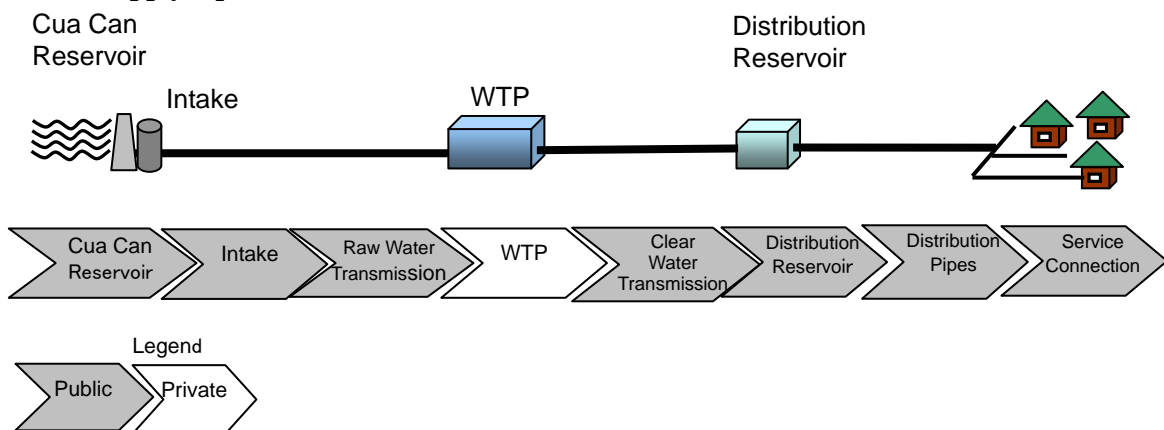 Cua Can
Reservoir
Distribution
Reservoir
Intake
WTP
Cua Can
Reservoir
Intake
Raw Water
Transmission
WTP
Clear
Water
Transmission
Distribution
Reservoir
Distribution
Pipes
Service
Connection
Legend
Public
Private